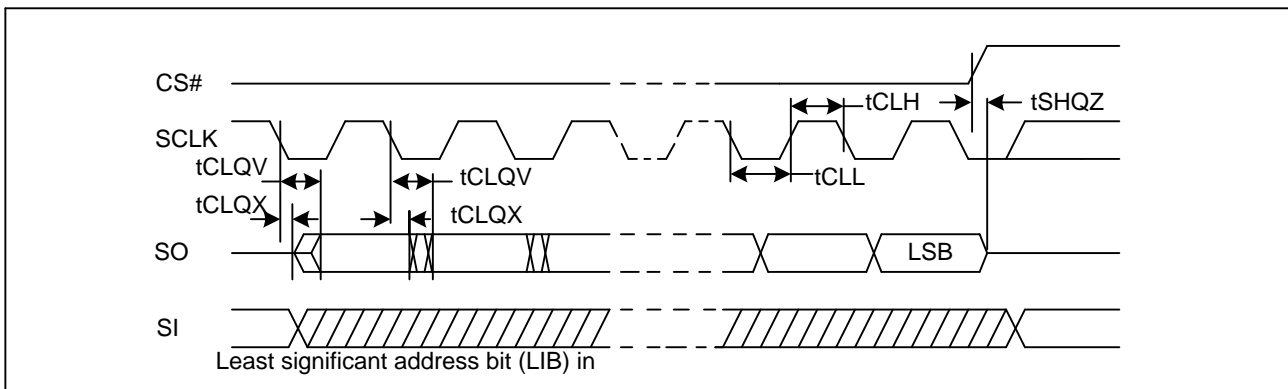 CS#
tCLH
tSHQZ
SCLK
tCLQV
tCLQV
tCLL
tCLQX
tCLQX
SO
LSB
SI
Least significant address bit (LIB) in